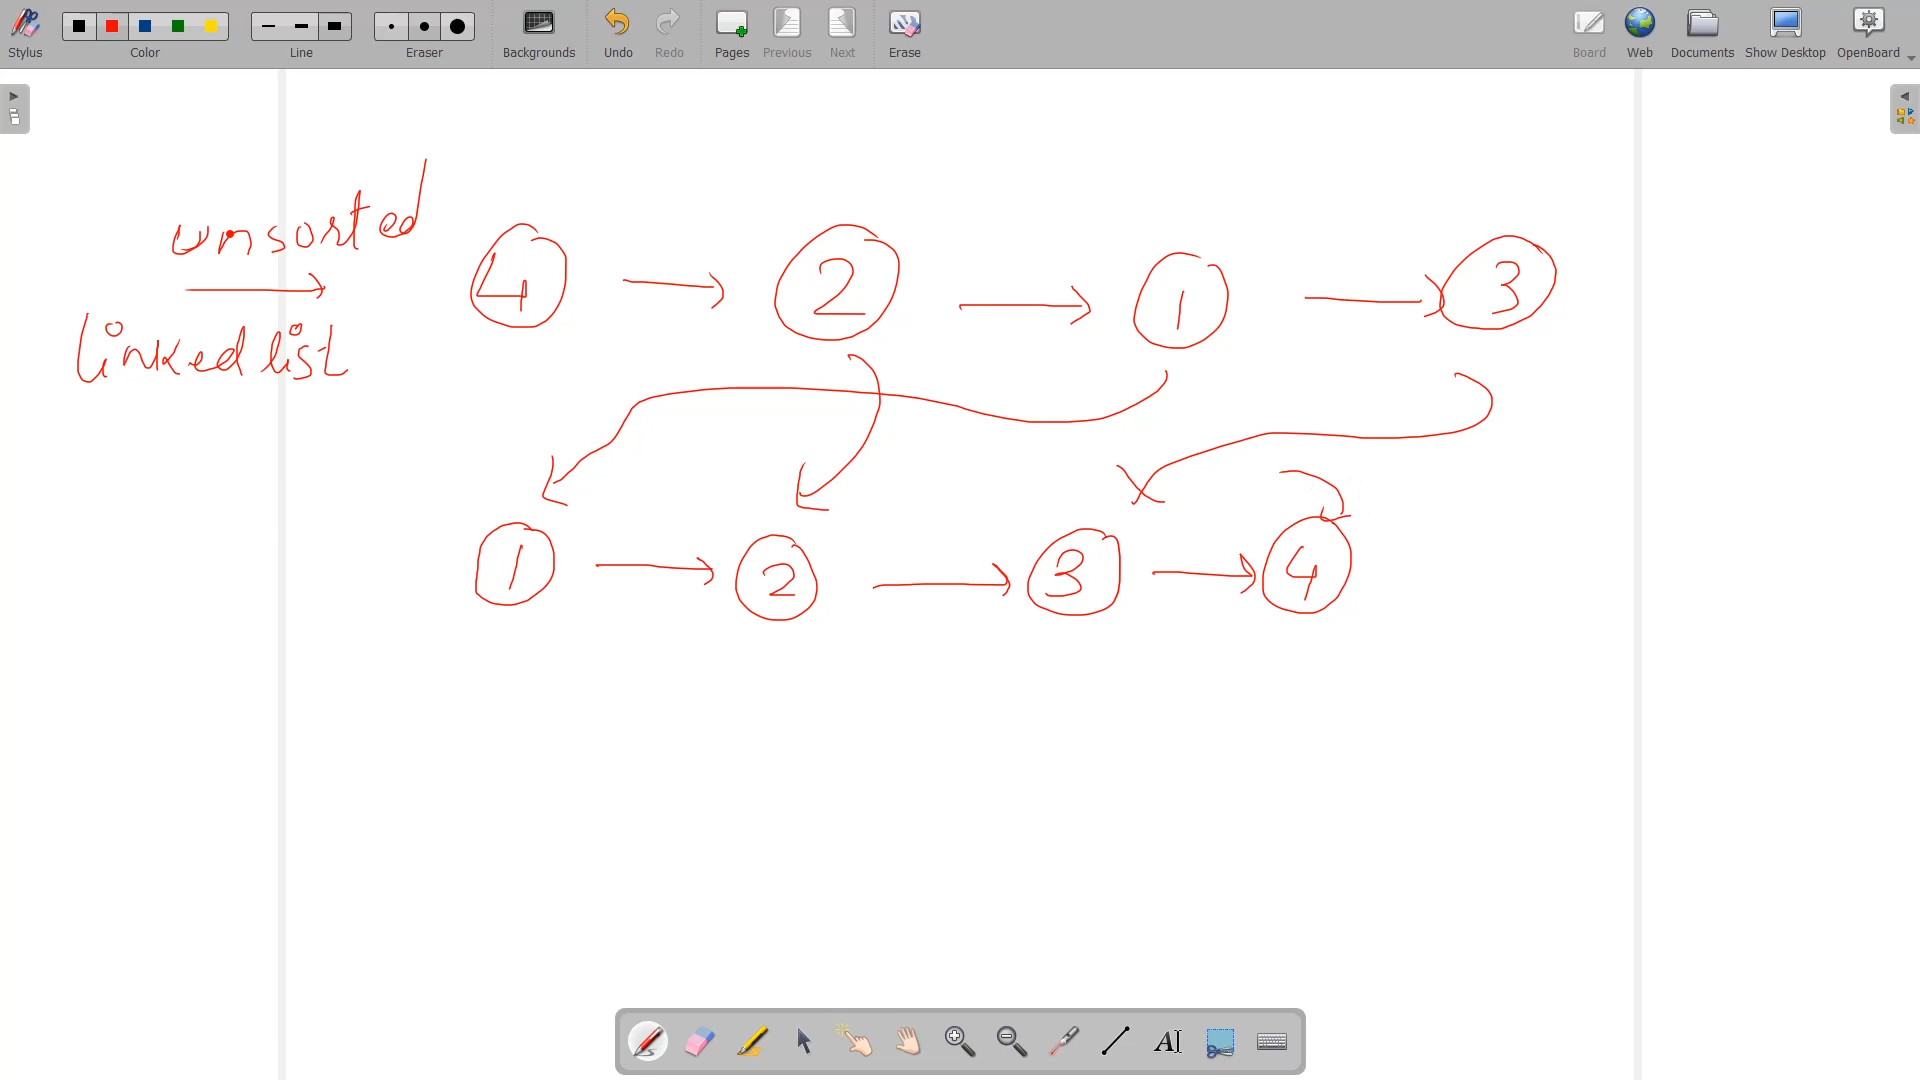 Stylus Color Line Eraser Backgrounds Undo Redo Pages Previous Next Erase Board Web Documents Show Desktop OpenBoard
unsorted
linked list
4 → 2 → 1 → 3
1 → 2 → 3 → 4
AI